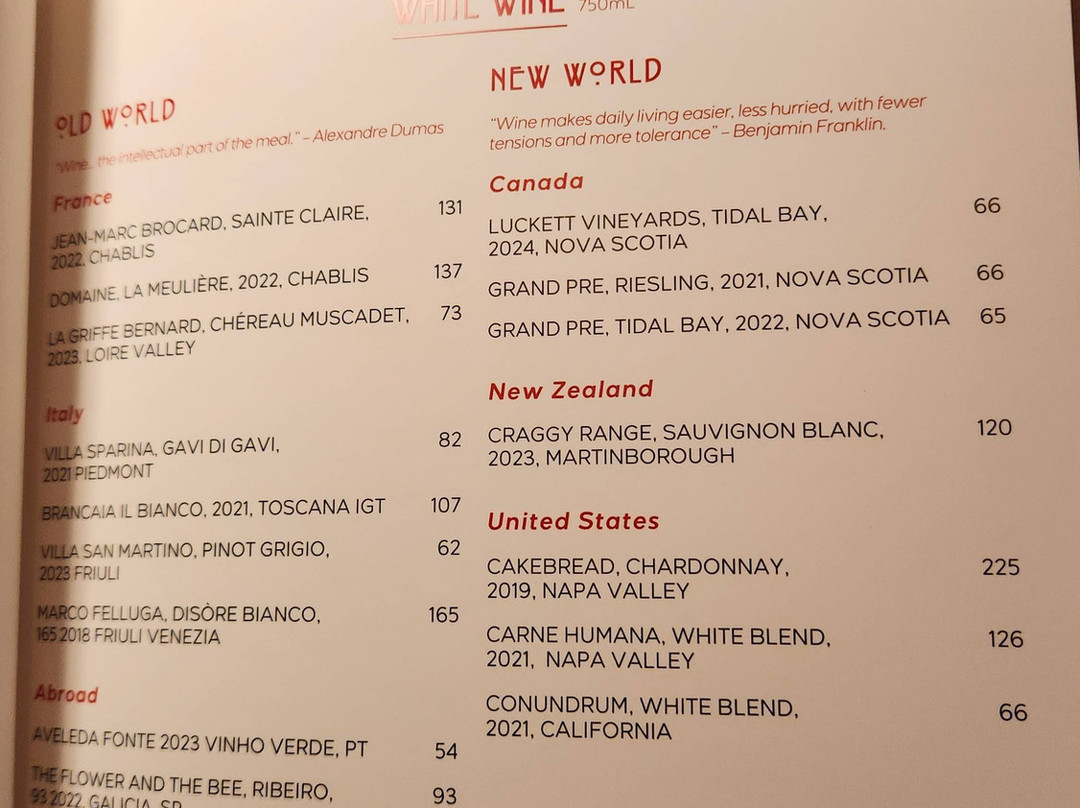 WHITE WINE 750mL
OLD WORLD
"Wine... the intellectual part of the meal." – Alexandre Dumas
France
JEAN-MARC BROCARD, SAINTE CLAIRE, 131
2022, CHABLIS
DOMAINE, LA MEULIÈRE, 2022, CHABLIS 137
LA GRIFFE BERNARD, CHÉREAU MUSCADET, 73
2023, LOIRE VALLEY
Italy
VILLA SPARINA, GAVI DI GAVI, 82
2021 PIEDMONT
BRANCAIA IL BIANCO, 2021, TOSCANA IGT 107
VILLA SAN MARTINO, PINOT GRIGIO, 62
2023 FRIULI
MARCO FELLUGA, DISÒRE BIANCO, 165
165 2018 FRIULI VENEZIA
Abroad
AVELEDA FONTE 2023 VINHO VERDE, PT 54
THE FLOWER AND THE BEE, RIBEIRO, 93
93 2022, GALICIA, SP
NEW WORLD
"Wine makes daily living easier, less hurried, with fewer
tensions and more tolerance" – Benjamin Franklin.
Canada
LUCKETT VINEYARDS, TIDAL BAY, 66
2024, NOVA SCOTIA
GRAND PRE, RIESLING, 2021, NOVA SCOTIA 66
GRAND PRE, TIDAL BAY, 2022, NOVA SCOTIA 65
New Zealand
CRAGGY RANGE, SAUVIGNON BLANC, 120
2023, MARTINBOROUGH
United States
CAKEBREAD, CHARDONNAY, 225
2019, NAPA VALLEY
CARNE HUMANA, WHITE BLEND, 126
2021, NAPA VALLEY
CONUNDRUM, WHITE BLEND, 66
2021, CALIFORNIA